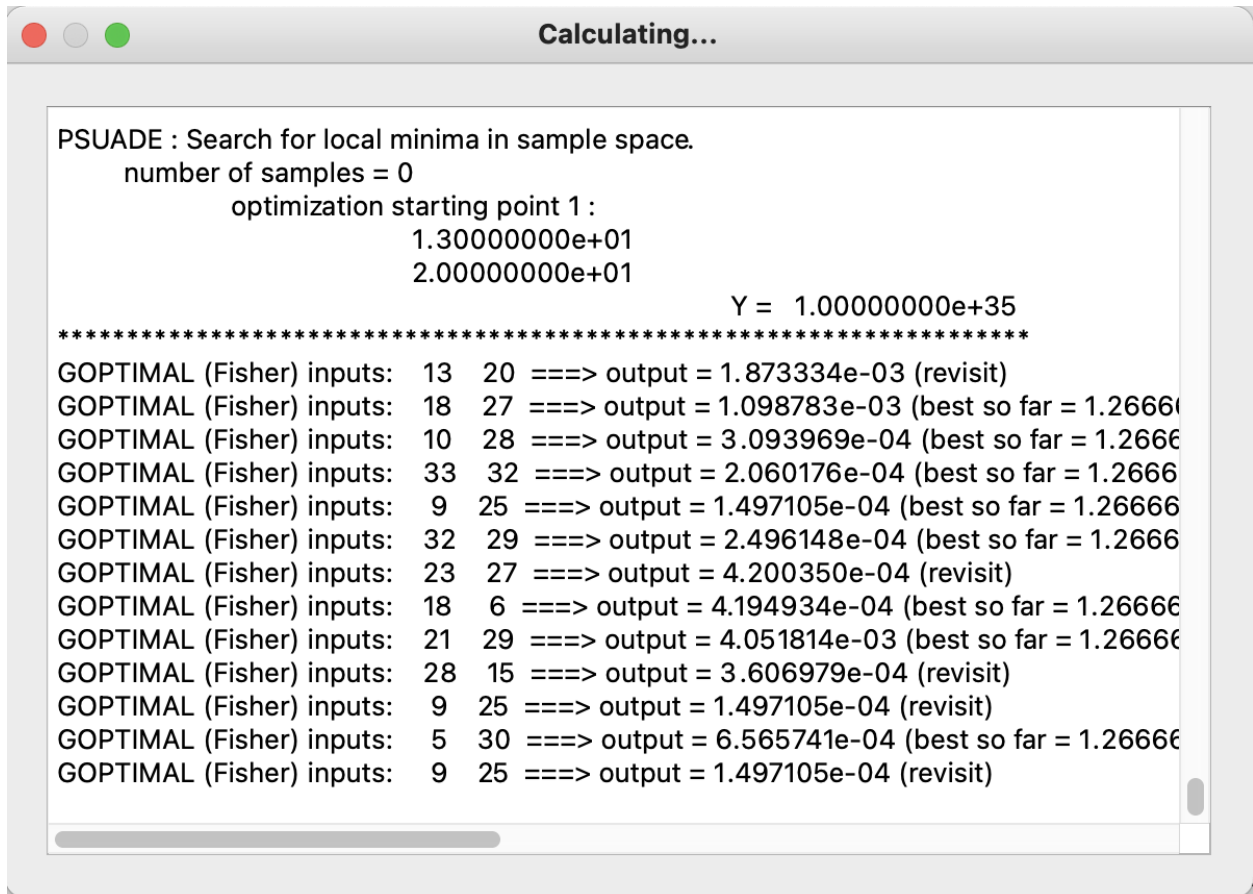 Calculating...
PSUADE : Search for local minima in sample space.
number of samples = 0
optimization starting point 1 :
1.30000000e+01
2.00000000e+01
Y = 1.00000000e+35
************************************************************************
GOPTIMAL (Fisher) inputs: 13 20 ===> output = 1.873334e-03 (revisit)
GOPTIMAL (Fisher) inputs: 18 27 ===> output = 1.098783e-03 (best so far = 1.26666
GOPTIMAL (Fisher) inputs: 10 28 ===> output = 3.093969e-04 (best so far = 1.2666
GOPTIMAL (Fisher) inputs: 33 32 ===> output = 2.060176e-04 (best so far = 1.2666
GOPTIMAL (Fisher) inputs: 9 25 ===> output = 1.497105e-04 (best so far = 1.26666
GOPTIMAL (Fisher) inputs: 32 29 ===> output = 2.496148e-04 (best so far = 1.2666
GOPTIMAL (Fisher) inputs: 23 27 ===> output = 4.200350e-04 (revisit)
GOPTIMAL (Fisher) inputs: 18 6 ===> output = 4.194934e-04 (best so far = 1.26666
GOPTIMAL (Fisher) inputs: 21 29 ===> output = 4.051814e-03 (best so far = 1.26666
GOPTIMAL (Fisher) inputs: 28 15 ===> output = 3.606979e-04 (revisit)
GOPTIMAL (Fisher) inputs: 9 25 ===> output = 1.497105e-04 (revisit)
GOPTIMAL (Fisher) inputs: 5 30 ===> output = 6.565741e-04 (best so far = 1.26666
GOPTIMAL (Fisher) inputs: 9 25 ===> output = 1.497105e-04 (revisit)